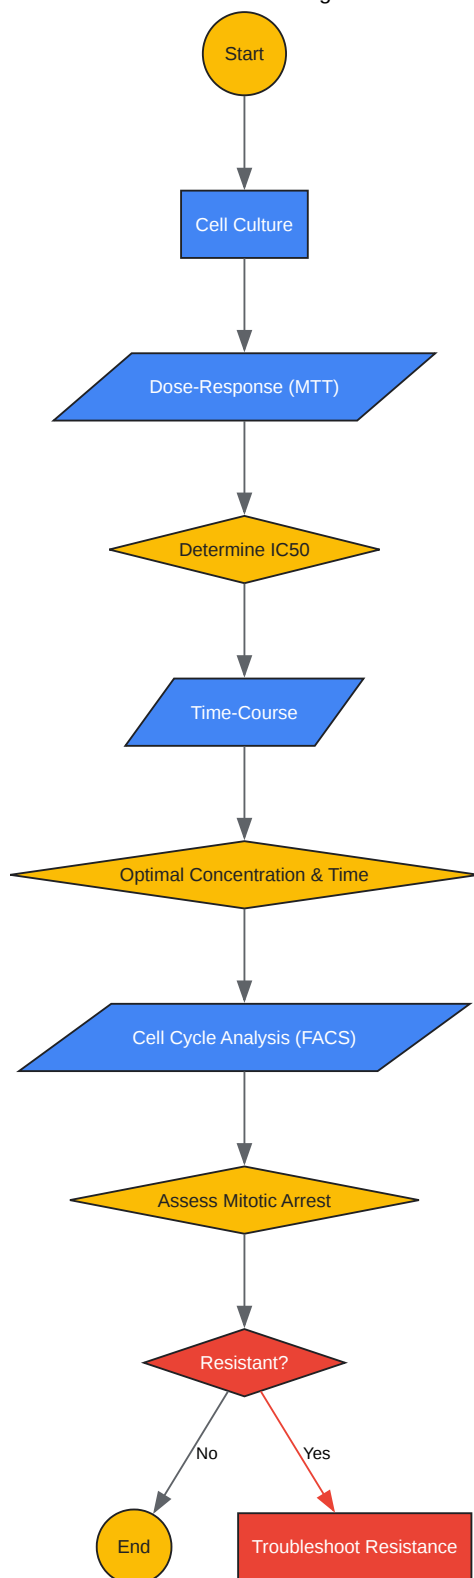 Start
Cell Culture
Dose-Response (MTT)
Determine IC50
Time-Course
Optimal Concentration & Time
Cell Cycle Analysis (FACS)
Assess Mitotic Arrest
Resistant?
No
Yes
End
Troubleshoot Resistance